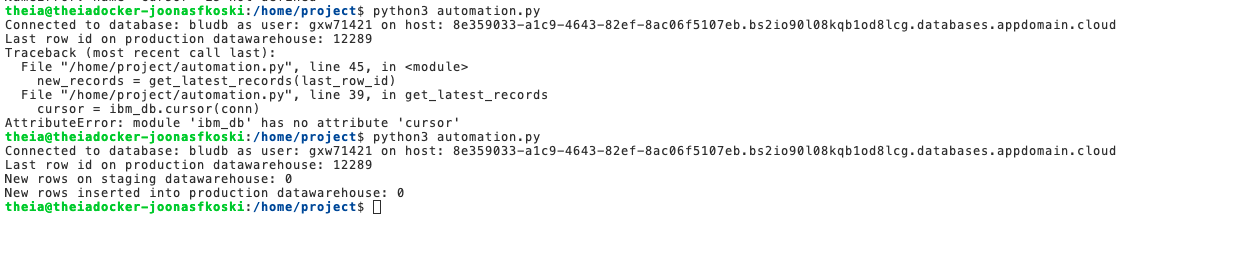 theia@theiadocker-joonasfkoski:/home/project$ python3 automation.py
Connected to database: bludb as user: gxw71421 on host: 8e359033-a1c9-4643-82ef-8ac06f5107eb.bs2io90l08kqb1od8lcg.databases.appdomain.cloud
Last row id on production datawarehouse: 12289
Traceback (most recent call last):
  File "/home/project/automation.py", line 45, in <module>
    new_records = get_latest_records(last_row_id)
  File "/home/project/automation.py", line 39, in get_latest_records
    cursor = ibm_db.cursor(conn)
AttributeError: module 'ibm_db' has no attribute 'cursor'
theia@theiadocker-joonasfkoski:/home/project$ python3 automation.py
Connected to database: bludb as user: gxw71421 on host: 8e359033-a1c9-4643-82ef-8ac06f5107eb.bs2io90l08kqb1od8lcg.databases.appdomain.cloud
Last row id on production datawarehouse: 12289
New rows on staging datawarehouse: 0
New rows inserted into production datawarehouse: 0
theia@theiadocker-joonasfkoski:/home/project$